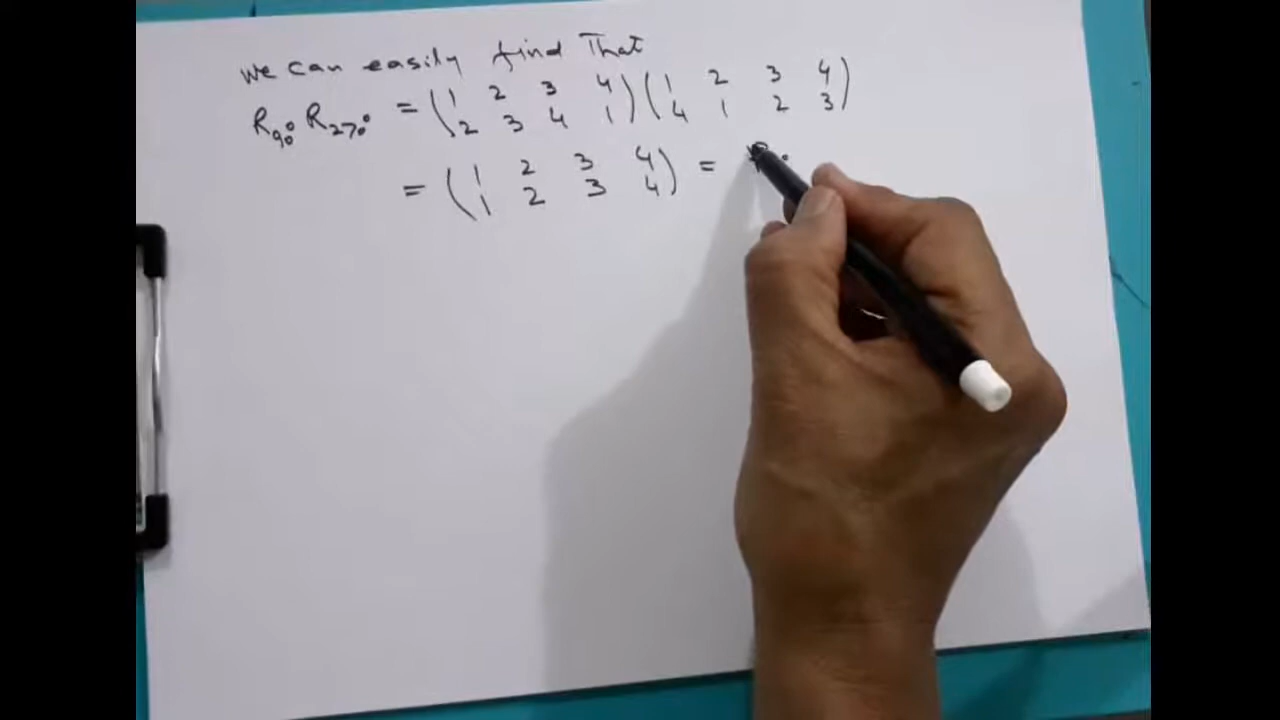 we can easily find That
R90° R270° = (1 2 3 4 / 2 3 4 1) (1 2 3 4 / 4 1 2 3)
= (1 2 3 4 / 1 2 3 4) =